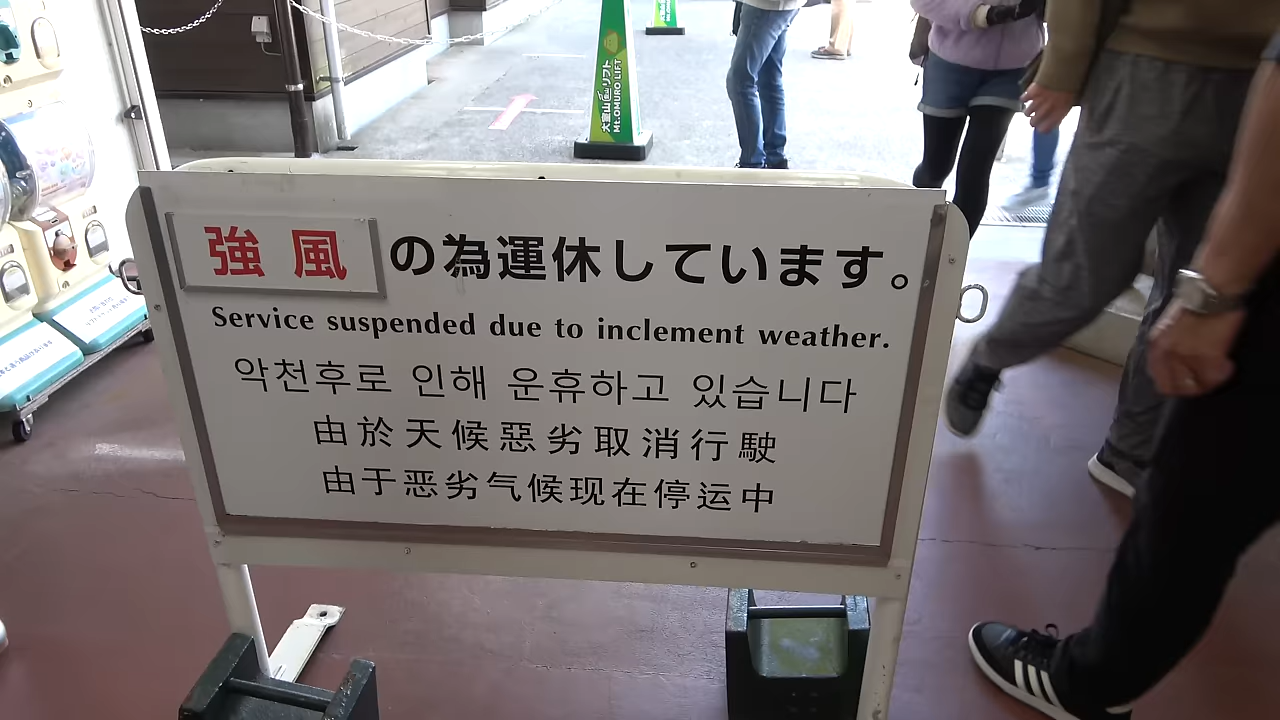 大室山リフト
Mt.OMURO LIFT
強風の為運休しています。
Service suspended due to inclement weather.
악천후로 인해 운휴하고 있습니다
由於天候惡劣取消行駛
由于恶劣气候现在停运中